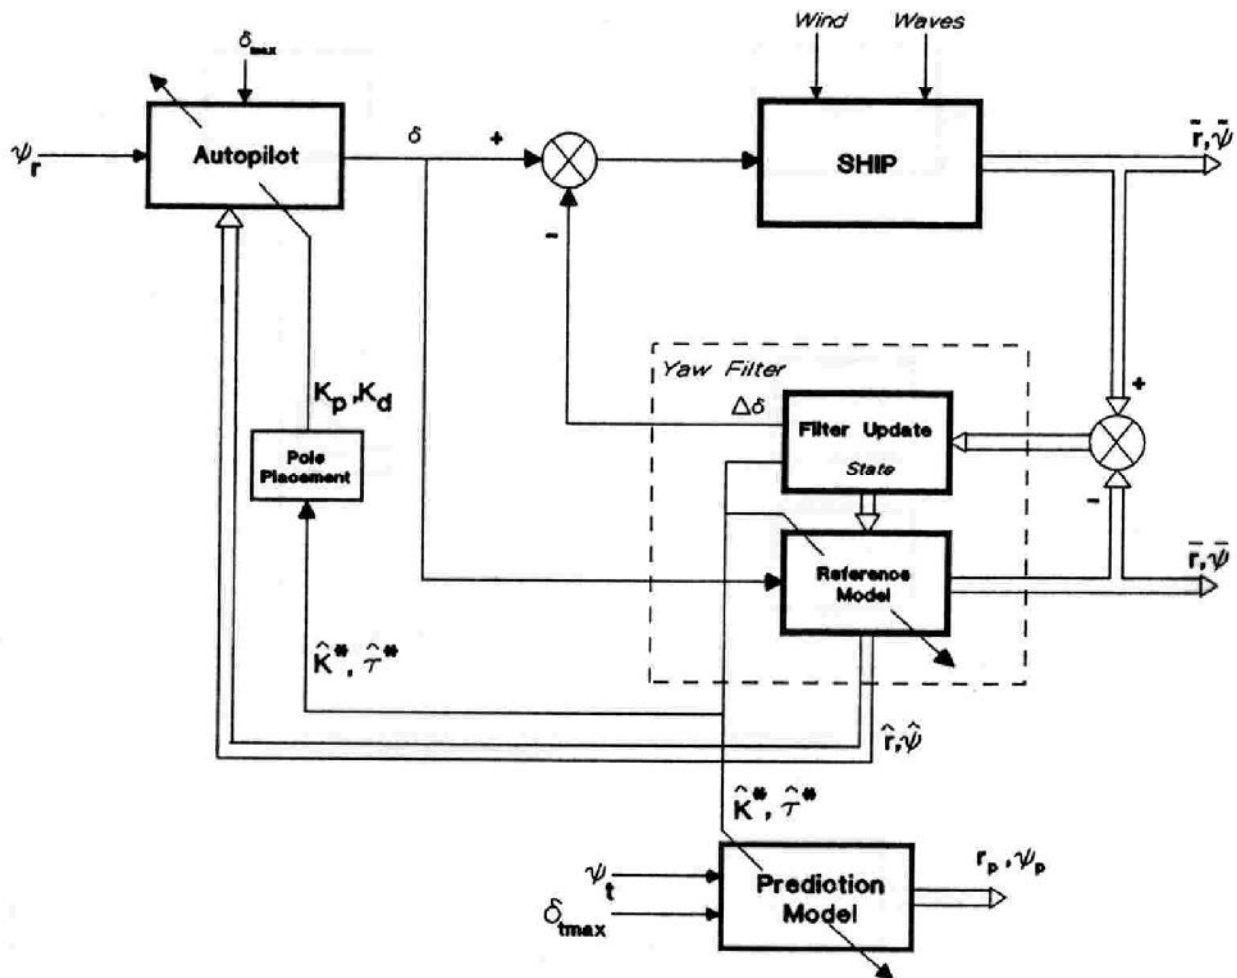 Wind Waves
δmax
ψr
Autopilot
δ
+
SHIP
r̄, ψ̄
-
Yaw Filter
Δδ
Filter Update
State
+
-
Kp, Kd
Pole
Placement
Reference
Model
r̄, ψ̄
K̂*, τ̂*
r̂, ψ̂
K̂*, τ̂*
ψt
δtmax
Prediction
Model
rp, ψp